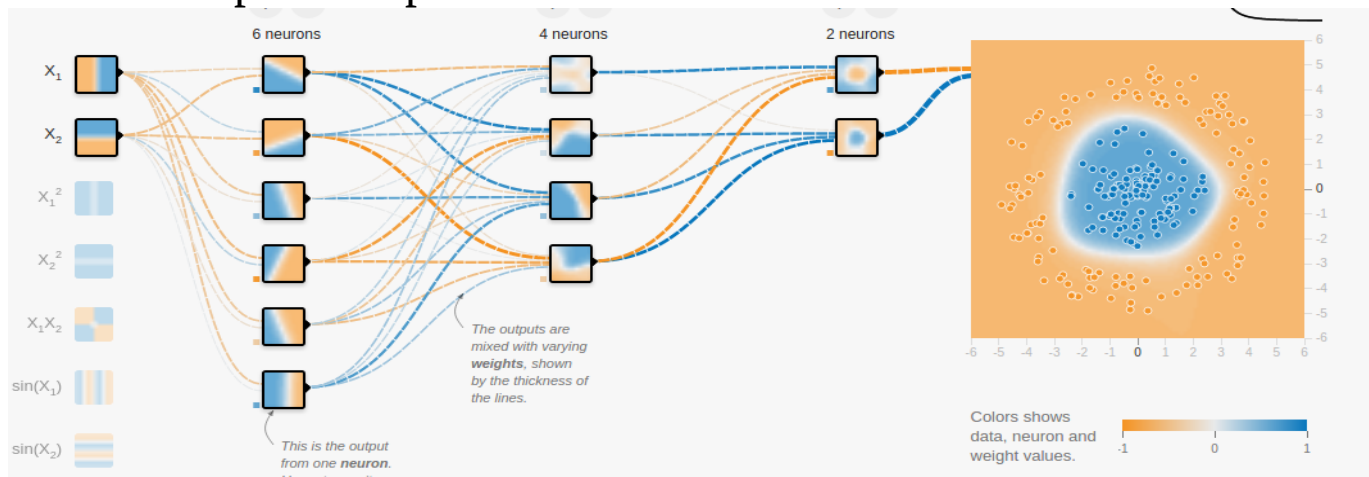 6 neurons
4 neurons
2 neurons
X1
X2
X1²
X2²
X1X2
sin(X1)
sin(X2)
The outputs are
mixed with varying
weights, shown
by the thickness of
the lines.
This is the output
from one neuron.
6
5
4
3
2
1
0
-1
-2
-3
-4
-5
-6
-6 -5 -4 -3 -2 -1 0 1 2 3 4 5 6
Colors shows
data, neuron and
weight values.
-1 0 1